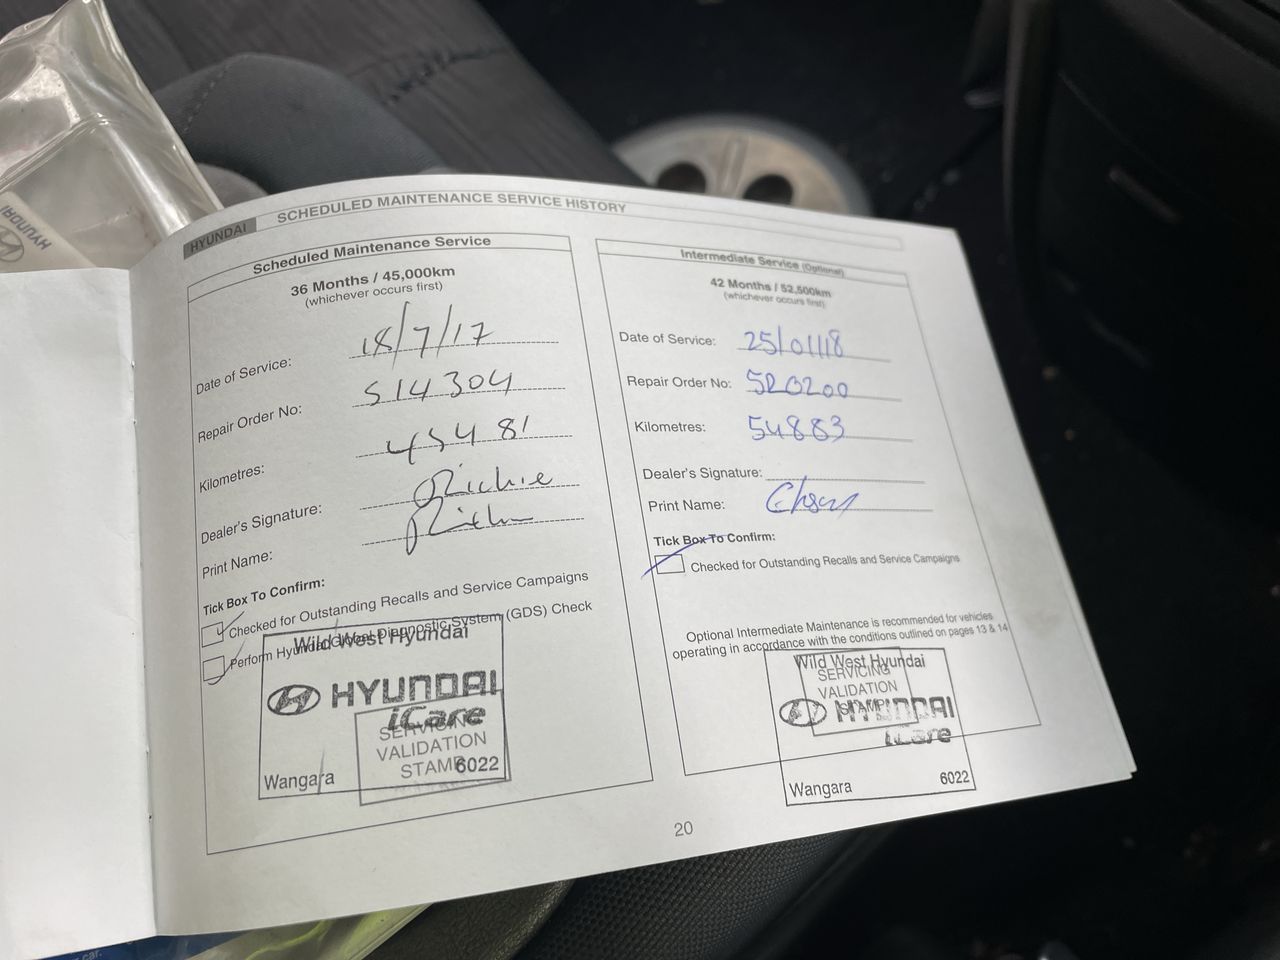 HYUNDAI
HYUNDAI
SCHEDULED MAINTENANCE SERVICE HISTORY
Scheduled Maintenance Service
36 Months / 45,000km
(whichever occurs first)
Date of Service: 18/7/17
Repair Order No: 514304
Kilometres: 45481
Dealer's Signature: Richie
Print Name:
Tick Box To Confirm:
Checked for Outstanding Recalls and Service Campaigns
Perform Hyundai Global Diagnostic System (GDS) Check
Wild West Hyundai
HYUNDAI
iCare
SERVICING
VALIDATION
STAMP
Wangara 6022
Intermediate Service (Optional)
42 Months / 52,500km
(whichever occurs first)
Date of Service: 25/01/18
Repair Order No:
Kilometres: 54883
Dealer's Signature:
Print Name:
Tick Box To Confirm:
Checked for Outstanding Recalls and Service Campaigns
Optional Intermediate Maintenance is recommended for vehicles
operating in accordance with the conditions outlined on pages 13 & 14
Wild West Hyundai
SERVICING
VALIDATION
STAMP
HYUNDAI
iCare
Wangara 6022
20
car.